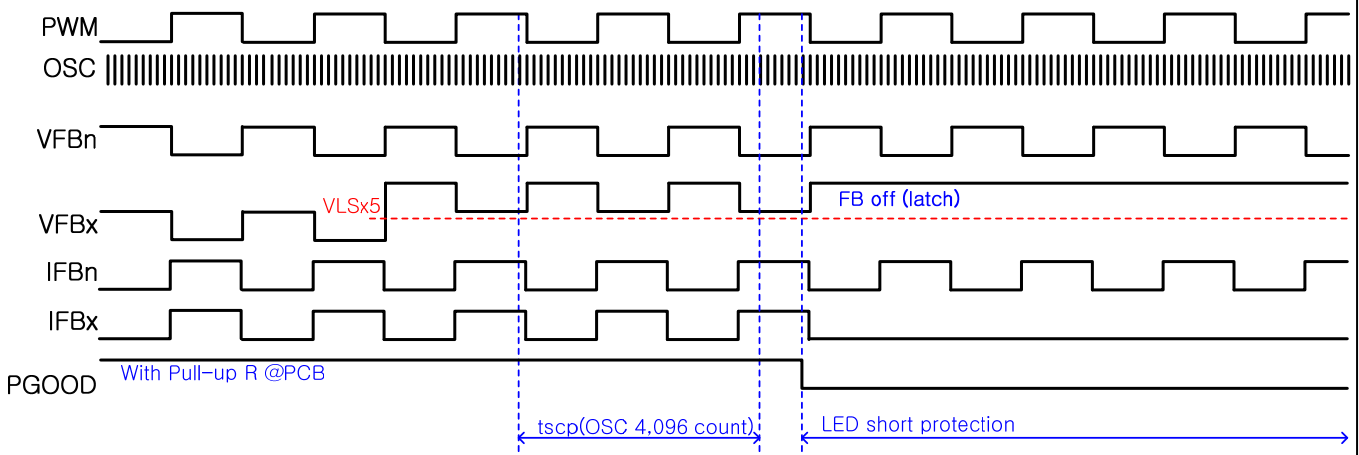 PWM
OSC
VFBn
VLSx5
FB off (latch)
VFBx
IFBn
IFBx
With Pull-up R @PCB
PGOOD
tscp(OSC 4,096 count)
LED short protection